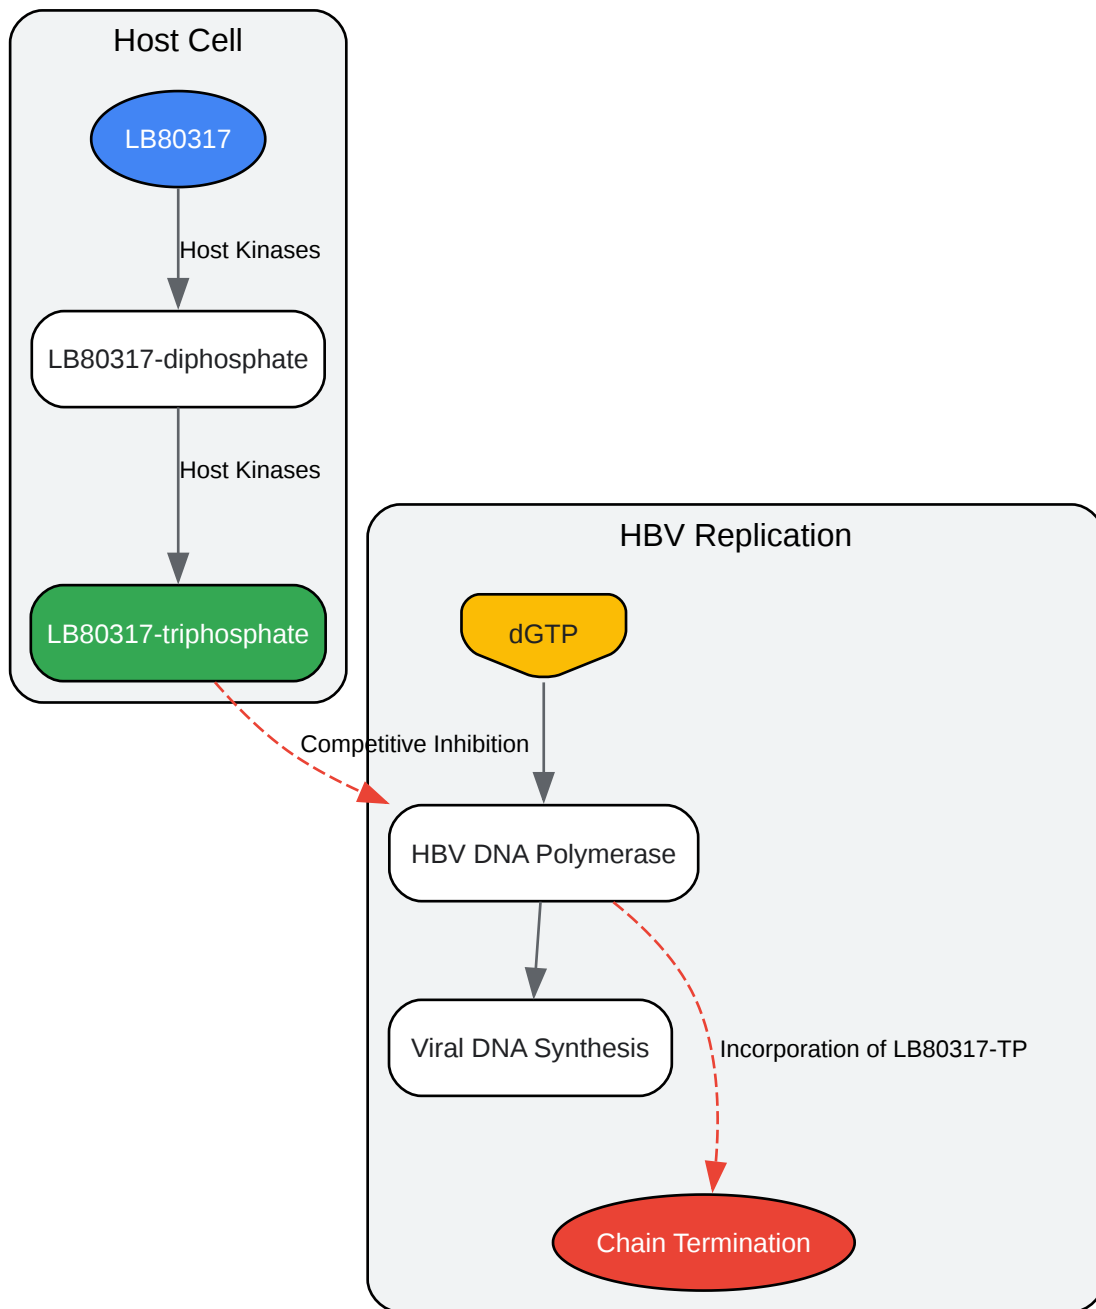 Host Cell
LB80317
Host Kinases
LB80317-diphosphate
Host Kinases
LB80317-triphosphate
HBV Replication
dGTP
Competitive Inhibition
HBV DNA Polymerase
Viral DNA Synthesis
Incorporation of LB80317-TP
Chain Termination